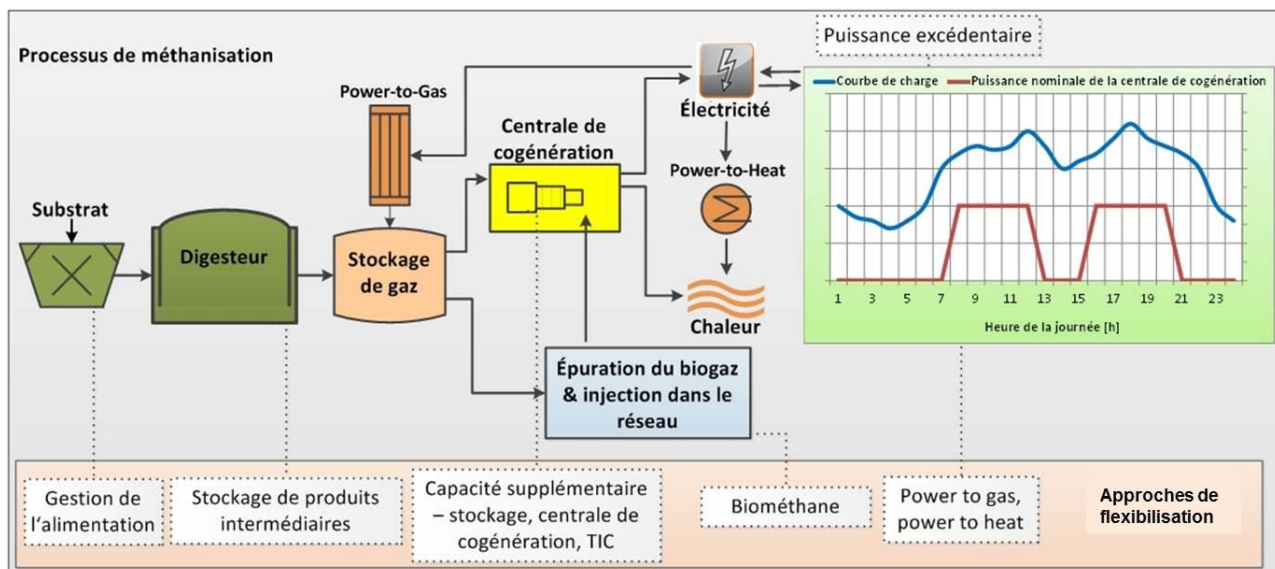 Processus de méthanisation
Puissance excédentaire
Courbe de charge
Puissance nominale de la centrale de cogénération
Power-to-Gas
Électricité
Centrale de
cogénération
Power-to-Heat
Substrat
Digesteur
Stockage
de gaz
Chaleur
1 3 5 7 9 11 13 15 17 19 21 23
Heure de la journée [h]
Épuration du biogaz
& injection dans le
réseau
Gestion de
l‘alimentation
Stockage de produits
intermédiaires
Capacité supplémentaire
– stockage, centrale de
cogénération, TIC
Biométhane
Power to gas,
power to heat
Approches de
flexibilisation